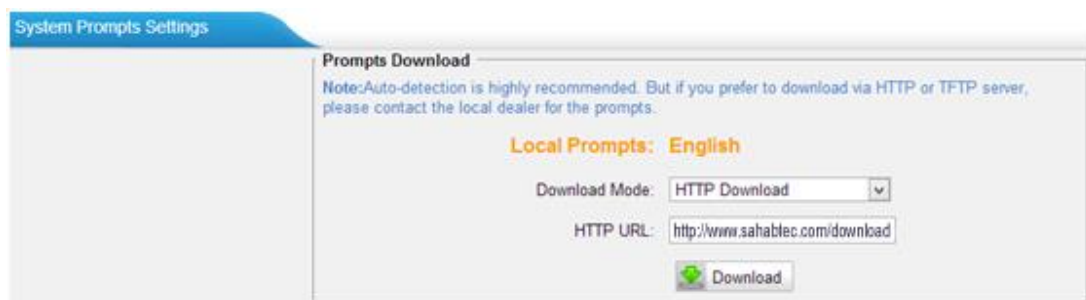 System Prompts Settings
Prompts Download
Note:Auto-detection is highly recommended. But if you prefer to download via HTTP or TFTP server,
please contact the local dealer for the prompts.
Local Prompts: English
Download Mode: HTTP Download
HTTP URL: http://www.sahabtec.com/download
Download